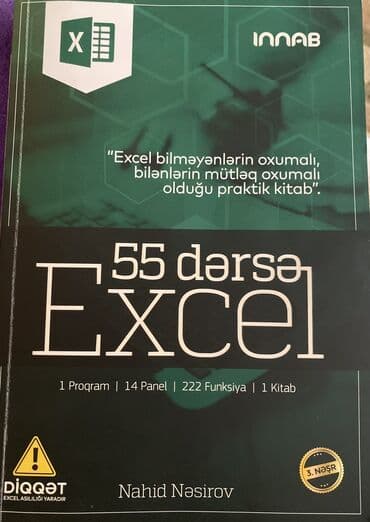 X
INNAB
"Excel bilməyənlərin oxumalı,
bilənlərin mütləq oxumalı
olduğu praktik kitab".
55 dərsə
Excel
1 Proqram | 14 Panel | 222 Funksiya | 1 Kitab
3. NƏŞR
DİQQƏT
EXCEL ASILILIĞI YARADIR
Nahid Nəsirov